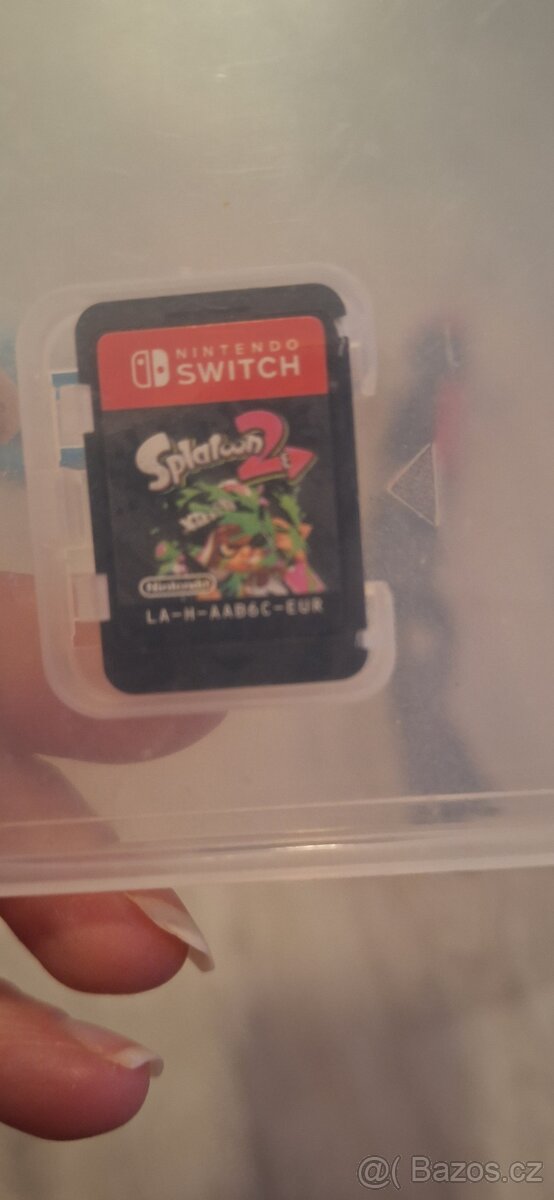 NINTENDO
SWITCH
Splatoon 2
Nintendo
LA-H-AAB6C-EUR
@( Bazos.cz